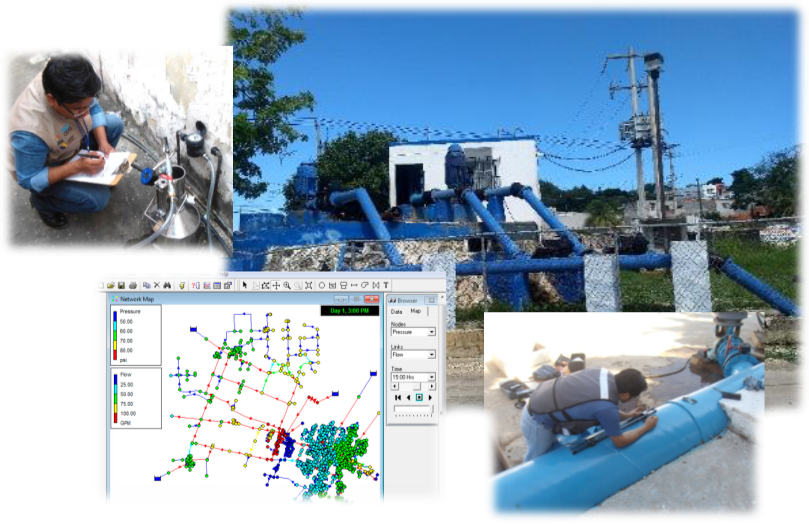 Network Map
Day 1, 3:00 PM
Pressure
50.00
60.00
70.00
80.00
psi
Flow
25.00
50.00
75.00
100.00
GPM
Browser
Data Map
Nodes
Pressure
Links
Flow
Time
15:00 Hrs